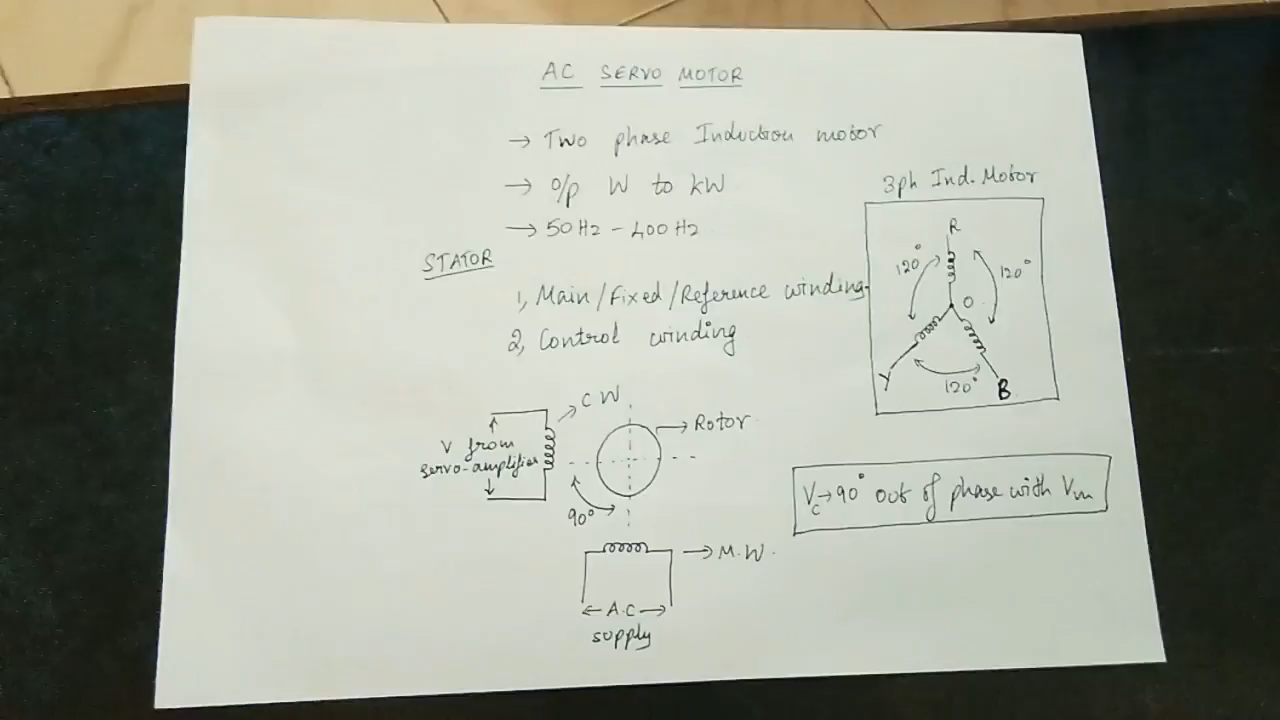 AC SERVO MOTOR
→ Two phase Induction motor
→ O/p W to kW
→ 50 Hz - 400 Hz
STATOR
1, Main/Fixed/Reference winding.
2, Control winding
3ph Ind. Motor
R
120°
120°
O
Y
120°
B
CW
V from
servo-amplifier
Rotor
90°
M.W.
A.C
supply
Vc → 90° out of phase with Vm